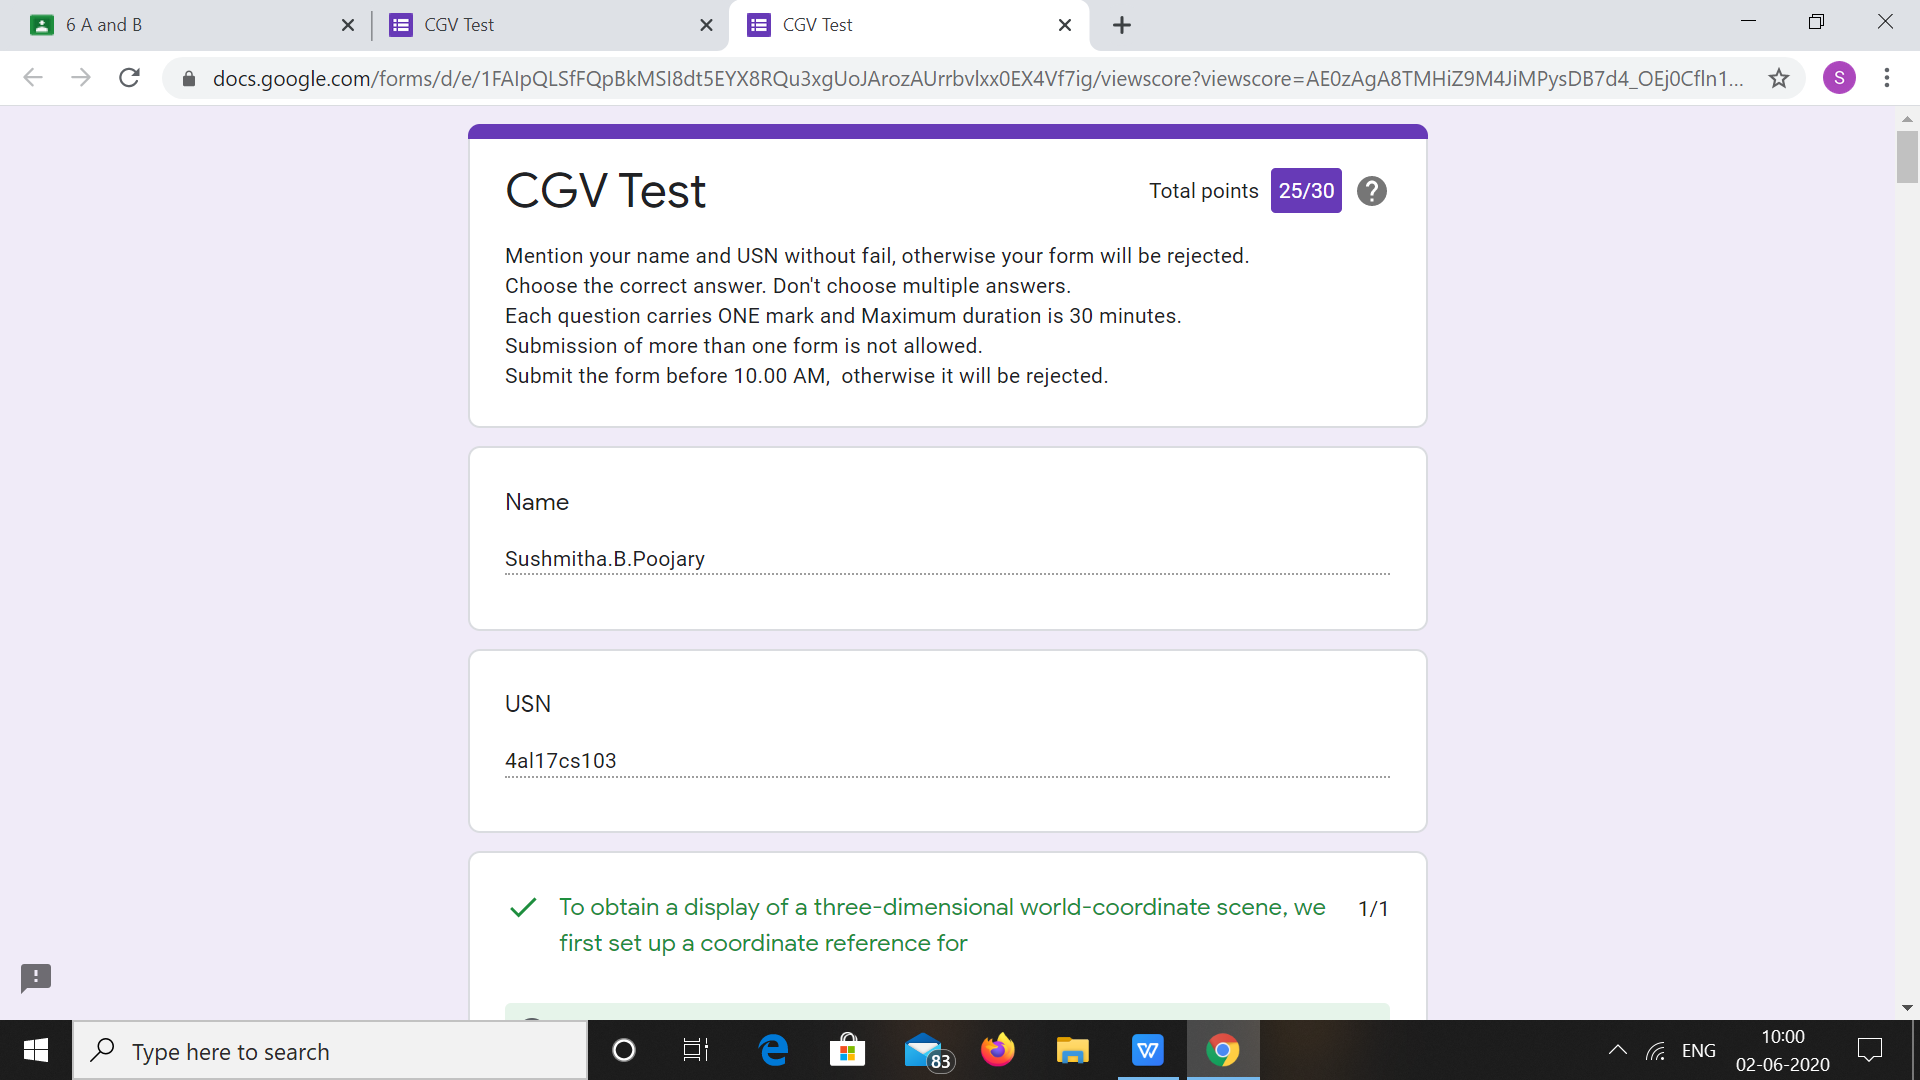 6 A and B
CGV Test
CGV Test
docs.google.com/forms/d/e/1FAIpQLSfFQpBkMSI8dt5EYX8RQu3xgUoJArozAUrrbvlxx0EX4Vf7ig/viewscore?viewscore=AE0zAgA8TMHiZ9M4JiMPysDB7d4_OEj0Cfln1...
S
CGV Test
Total points 25/30
Mention your name and USN without fail, otherwise your form will be rejected.
Choose the correct answer. Don't choose multiple answers.
Each question carries ONE mark and Maximum duration is 30 minutes.
Submission of more than one form is not allowed.
Submit the form before 10.00 AM,  otherwise it will be rejected.
Name
Sushmitha.B.Poojary
USN
4al17cs103
To obtain a display of a three-dimensional world-coordinate scene, we 1/1
first set up a coordinate reference for
Type here to search
83
ENG
10:00
02-06-2020